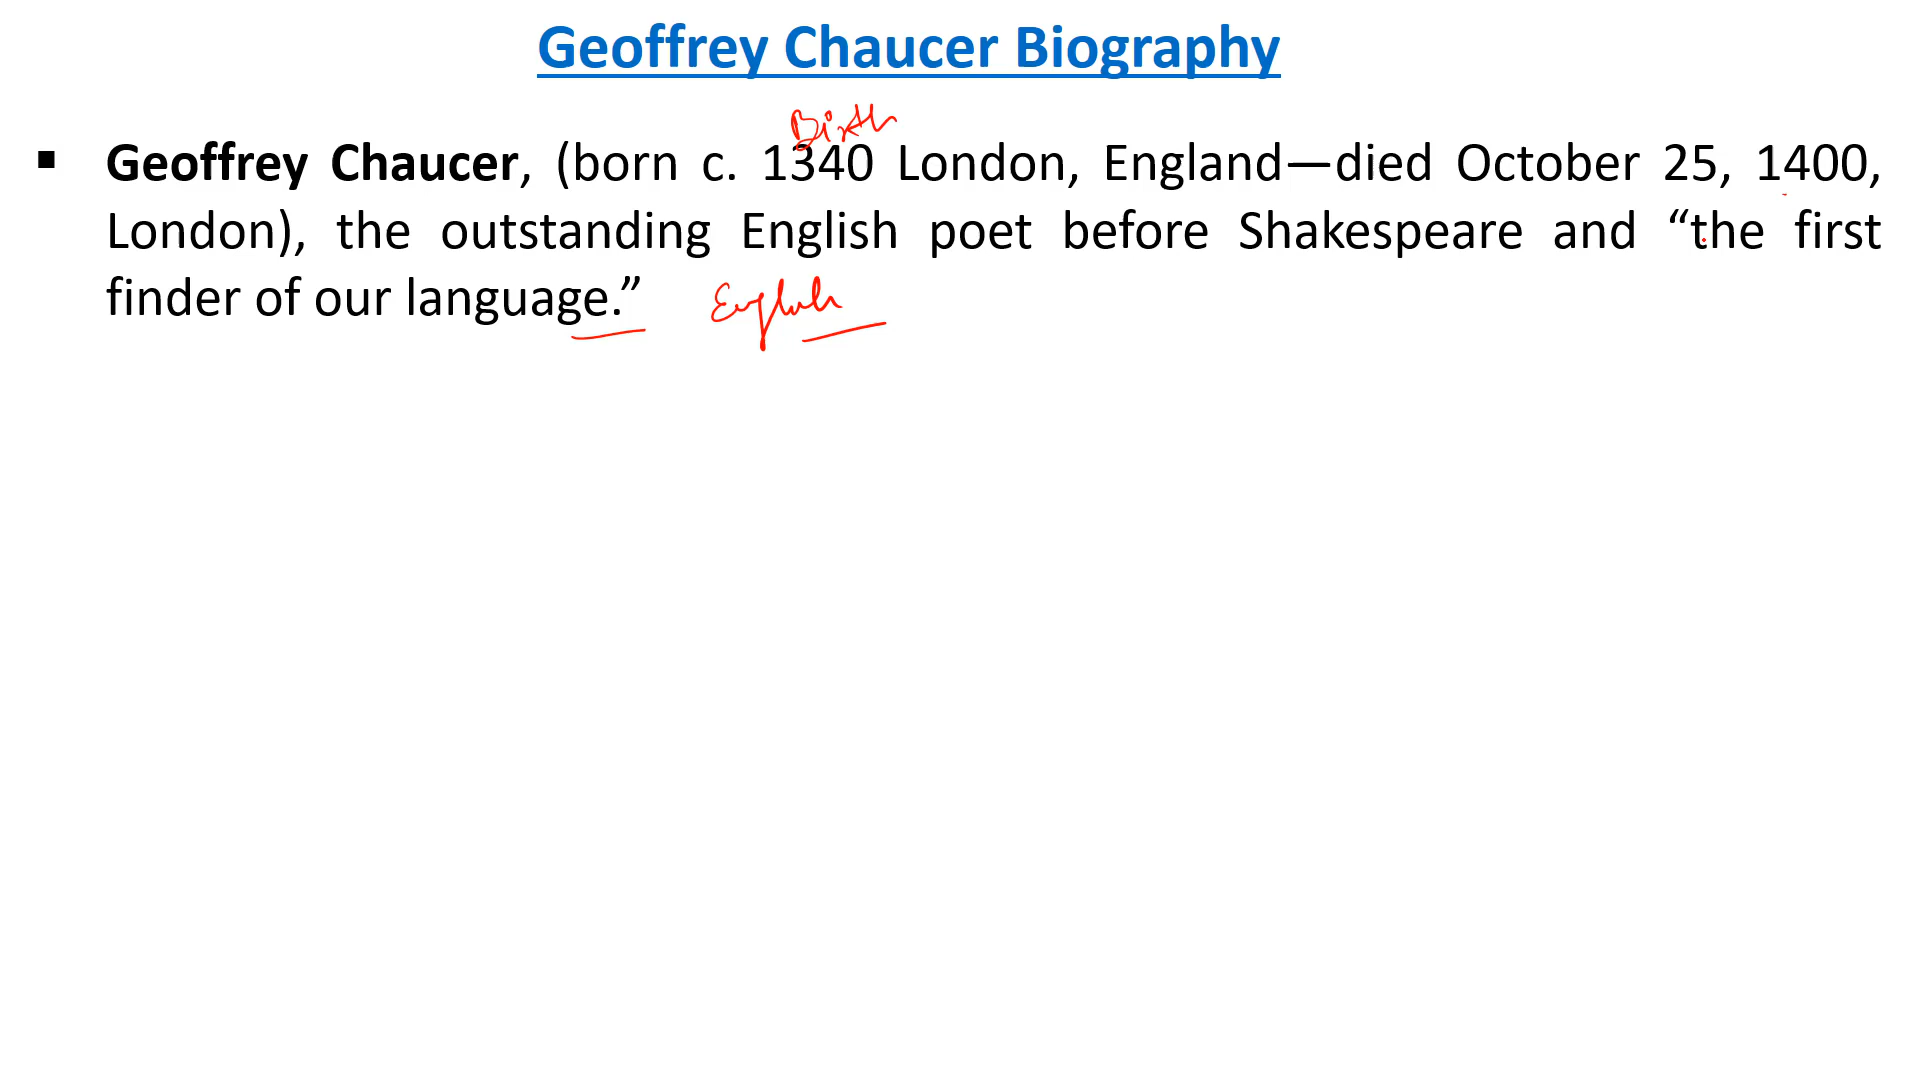 Geoffrey Chaucer Biography
Birth
▪ Geoffrey Chaucer, (born c. 1340 London, England—died October 25, 1400,
London), the outstanding English poet before Shakespeare and “the first
finder of our language.” English